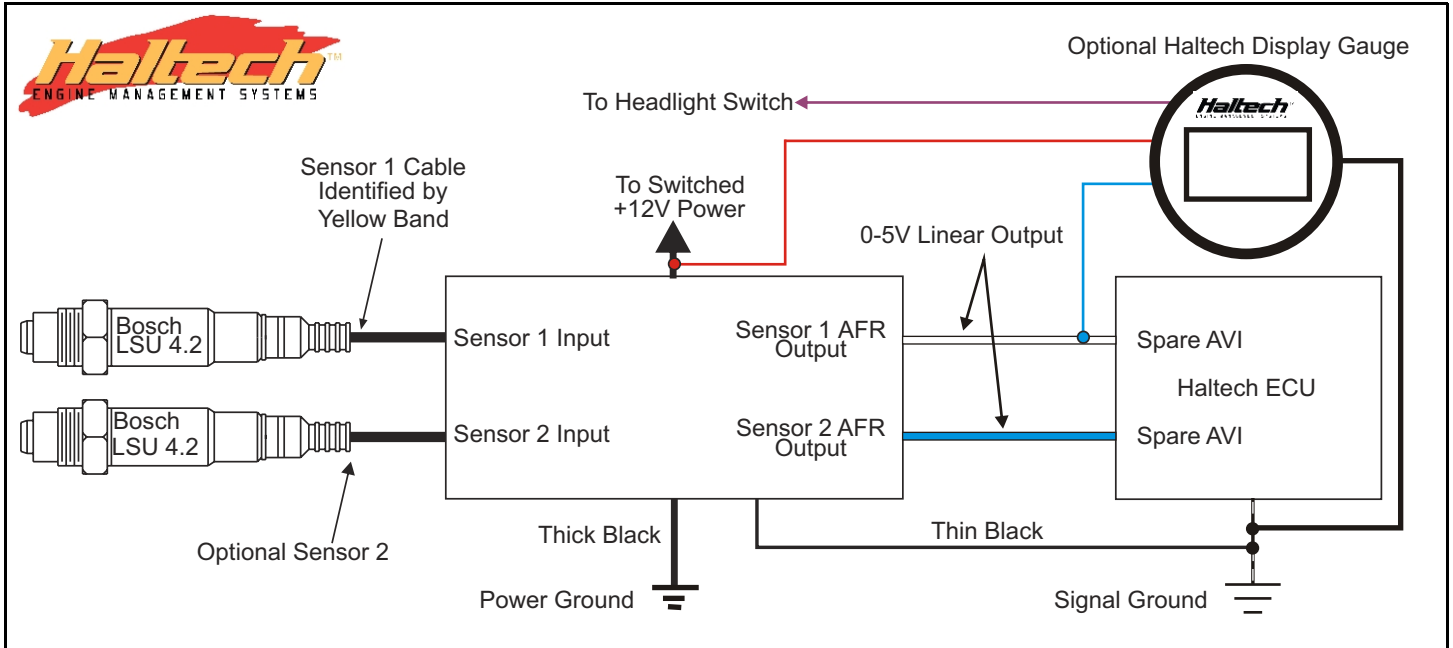 Haltech™
ENGINE MANAGEMENT SYSTEMS
Optional Haltech Display Gauge
To Headlight Switch
Haltech
Sensor 1 Cable
Identified by
Yellow Band
To Switched
+12V Power
0-5V Linear Output
Bosch
LSU 4.2
Sensor 1 Input
Sensor 1 AFR
Output
Spare AVI
Haltech ECU
Bosch
LSU 4.2
Sensor 2 Input
Sensor 2 AFR
Output
Spare AVI
Optional Sensor 2
Thick Black
Thin Black
Power Ground
Signal Ground